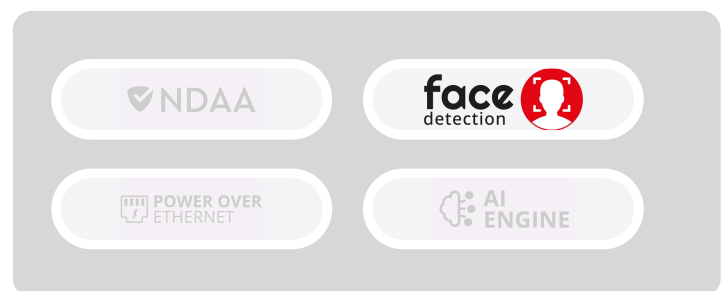 NDAA
face
detection
POWER OVER
ETHERNET
AI
ENGINE